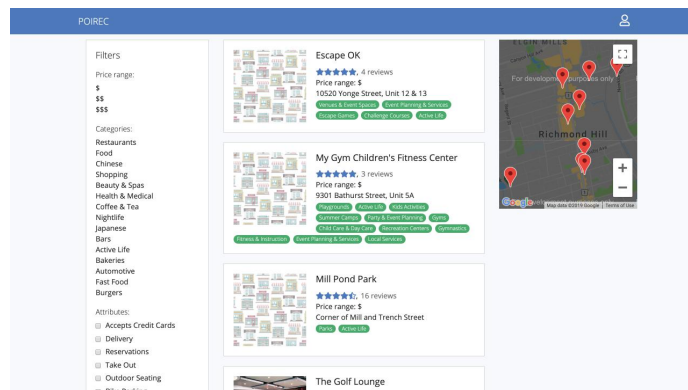 POIREC
Filters
Price range:
$
$$
$$$
Categories:
Restaurants
Food
Chinese
Shopping
Beauty & Spas
Health & Medical
Coffee & Tea
Nightlife
Japanese
Bars
Active Life
Bakeries
Automotive
Fast Food
Burgers
Attributes:
Accepts Credit Cards
Delivery
Reservations
Take Out
Outdoor Seating
Bike Parking
Escape OK
, 4 reviews
Price range: $
10520 Yonge Street, Unit 12 & 13
Venues & Event Spaces Event Planning & Services
Escape Games Challenge Courses Active Life
My Gym Children's Fitness Center
, 3 reviews
Price range: $
9301 Bathurst Street, Unit 5A
Playgrounds Active Life Kids Activities
Summer Camps Party & Event Planning Gyms
Child Care & Day Care Recreation Centers Gymnastics
Fitness & Instruction Event Planning & Services Local Services
Mill Pond Park
, 16 reviews
Price range: $
Corner of Mill and Trench Street
Parks Active Life
The Golf Lounge
ELGIN MILLS
For development purposes only
Richmond Hill
Google
Map data ©2019 Google Terms of Use